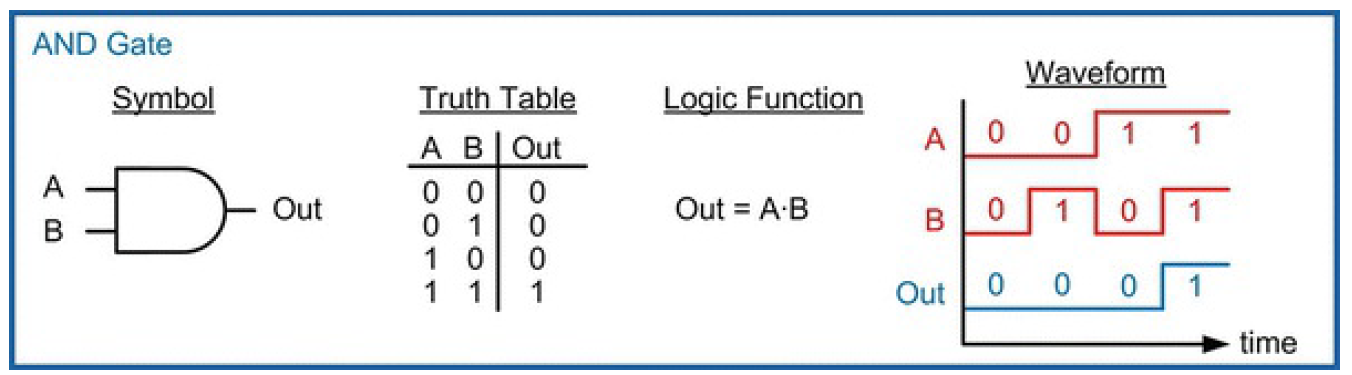 AND Gate
Symbol
A
B
Out
Truth Table
A B Out
0 0 0
0 1 0
1 0 0
1 1 1
Logic Function
Out = A·B
Waveform
A 0 0 1 1
B 0 1 0 1
Out 0 0 0 1
time